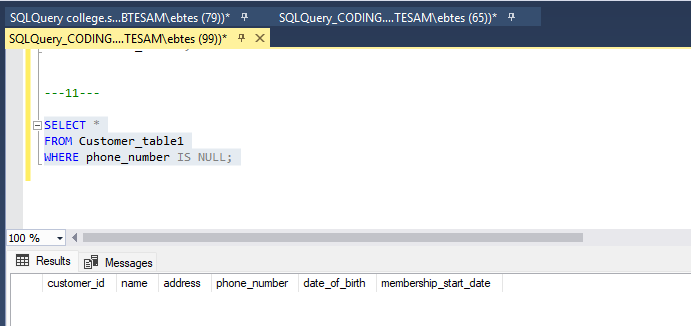 SQLQuery college.s...BTESAM\ebtes (79))* SQLQuery_CODING....TESAM\ebtes (65))*
SQLQuery_CODING....TESAM\ebtes (99))*
---11---
SELECT *
FROM Customer_table1
WHERE phone_number IS NULL;
100 %
Results Messages
customer_id name address phone_number date_of_birth membership_start_date